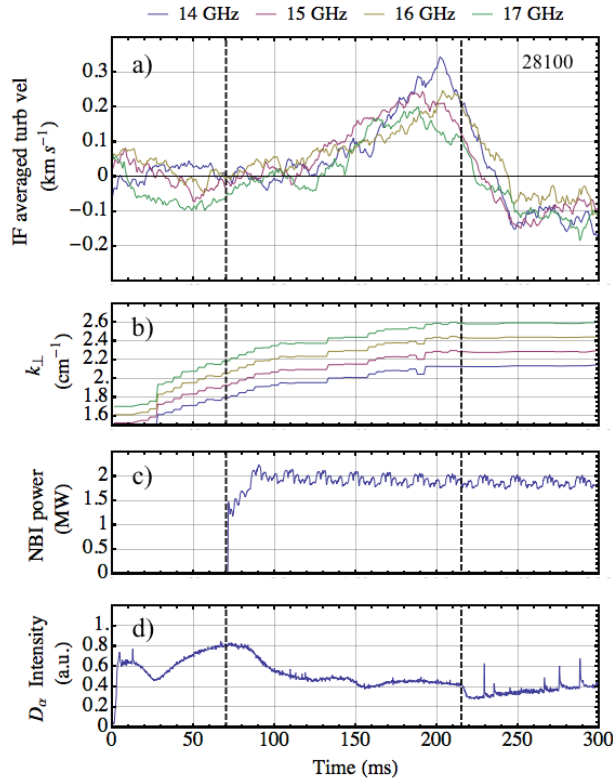 14 GHz 15 GHz 16 GHz 17 GHz
a) 28100
IF averaged turb vel
(km s⁻¹)
0.3
0.2
0.1
0
−0.1
−0.2
b)
k⊥
(cm⁻¹)
2.6
2.4
2.2
2.0
1.8
1.6
c)
NBI power
(MW)
2
1.5
1
0.5
0
d)
Dα Intensity
(a.u.)
1.
0.8
0.6
0.4
0.2
0
0 50 100 150 200 250 300
Time (ms)